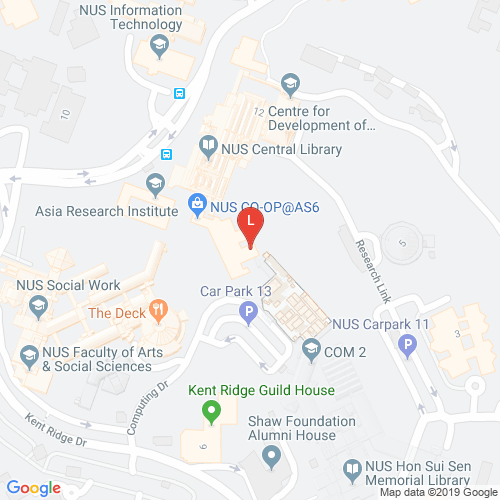 NUS Information
Technology
12
Centre for
Development of...
10
NUS Central Library
Asia Research Institute
NUS CO-OP@AS6
L
5
Research Link
NUS Social Work
Car Park 13
The Deck
P
NUS Carpark 11
3
P
COM 2
NUS Faculty of Arts
& Social Sciences
Computing Dr
Kent Ridge Guild House
Kent Ridge Dr
9
Shaw Foundation
Alumni House
NUS Hon Sui Sen
Memorial Library
Google
Map data ©2019 Google